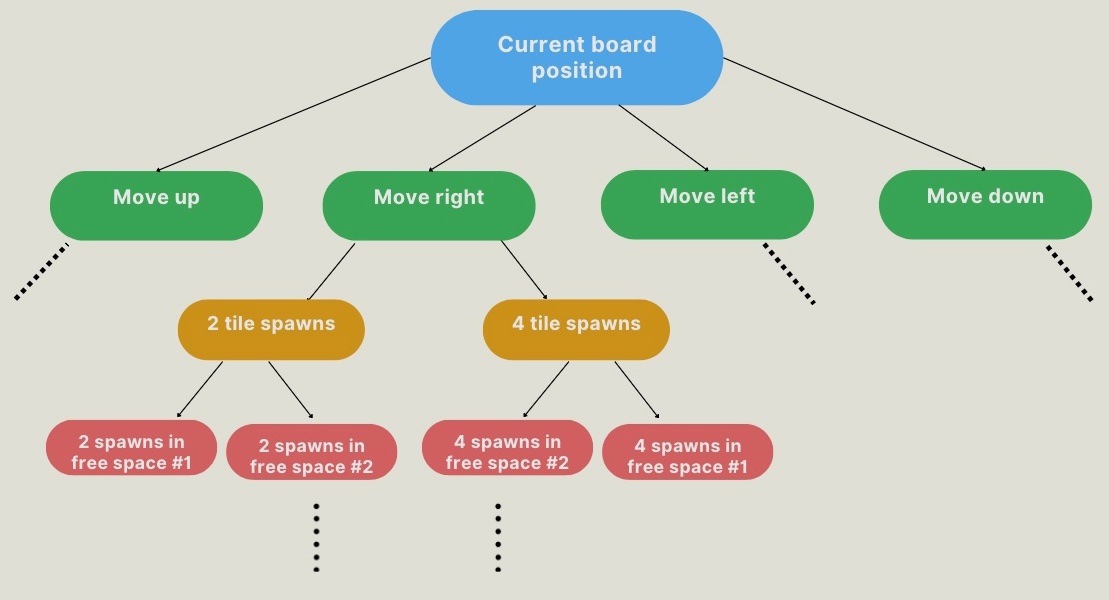 Current board
position
Move up
Move right
Move left
Move down
2 tile spawns
4 tile spawns
2 spawns in
free space #1
2 spawns in
free space #2
4 spawns in
free space #2
4 spawns in
free space #1